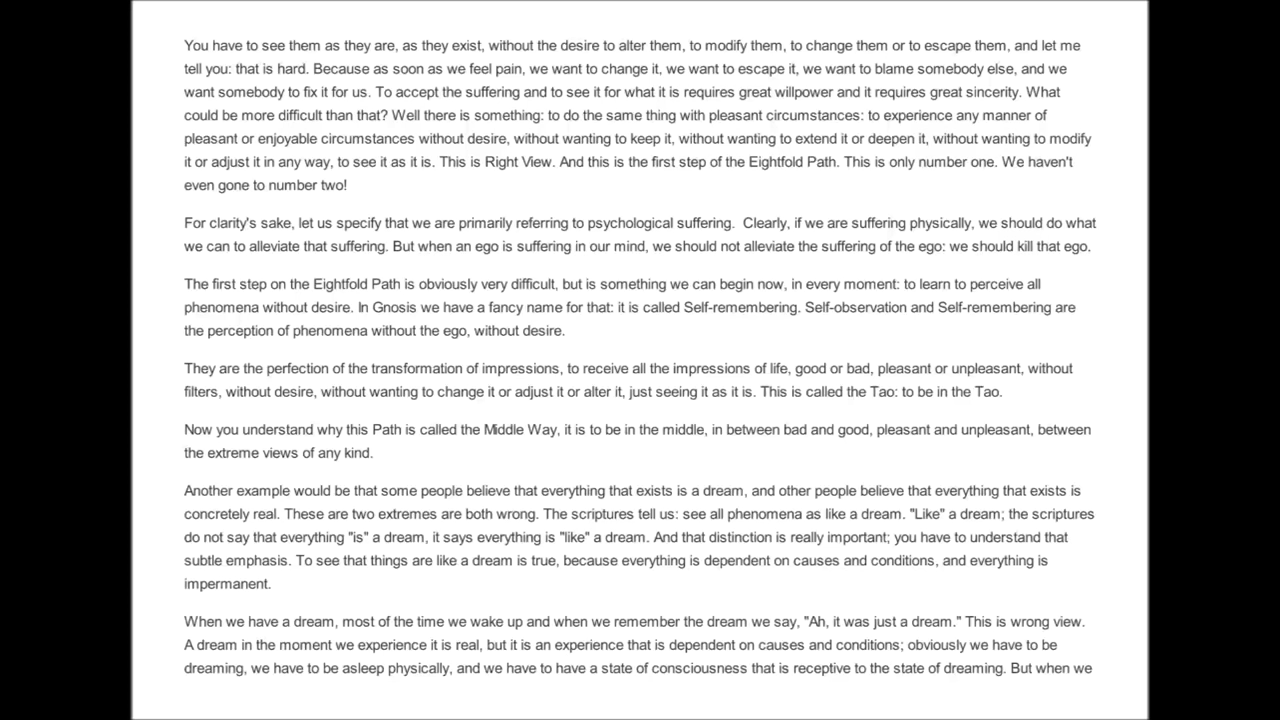 You have to see them as they are, as they exist, without the desire to alter them, to modify them, to change them or to escape them, and let me
tell you: that is hard. Because as soon as we feel pain, we want to change it, we want to escape it, we want to blame somebody else, and we
want somebody to fix it for us. To accept the suffering and to see it for what it is requires great willpower and it requires great sincerity. What
could be more difficult than that? Well there is something: to do the same thing with pleasant circumstances: to experience any manner of
pleasant or enjoyable circumstances without desire, without wanting to keep it, without wanting to extend it or deepen it, without wanting to modify
it or adjust it in any way, to see it as it is. This is Right View. And this is the first step of the Eightfold Path. This is only number one. We haven't
even gone to number two!
For clarity's sake, let us specify that we are primarily referring to psychological suffering.  Clearly, if we are suffering physically, we should do what
we can to alleviate that suffering. But when an ego is suffering in our mind, we should not alleviate the suffering of the ego: we should kill that ego.
The first step on the Eightfold Path is obviously very difficult, but is something we can begin now, in every moment: to learn to perceive all
phenomena without desire. In Gnosis we have a fancy name for that: it is called Self-remembering. Self-observation and Self-remembering are
the perception of phenomena without the ego, without desire.
They are the perfection of the transformation of impressions, to receive all the impressions of life, good or bad, pleasant or unpleasant, without
filters, without desire, without wanting to change it or adjust it or alter it, just seeing it as it is. This is called the Tao: to be in the Tao.
Now you understand why this Path is called the Middle Way, it is to be in the middle, in between bad and good, pleasant and unpleasant, between
the extreme views of any kind.
Another example would be that some people believe that everything that exists is a dream, and other people believe that everything that exists is
concretely real. These are two extremes are both wrong. The scriptures tell us: see all phenomena as like a dream. "Like" a dream; the scriptures
do not say that everything "is" a dream, it says everything is "like" a dream. And that distinction is really important; you have to understand that
subtle emphasis. To see that things are like a dream is true, because everything is dependent on causes and conditions, and everything is
impermanent.
When we have a dream, most of the time we wake up and when we remember the dream we say, "Ah, it was just a dream." This is wrong view.
A dream in the moment we experience it is real, but it is an experience that is dependent on causes and conditions; obviously we have to be
dreaming, we have to be asleep physically, and we have to have a state of consciousness that is receptive to the state of dreaming. But when we